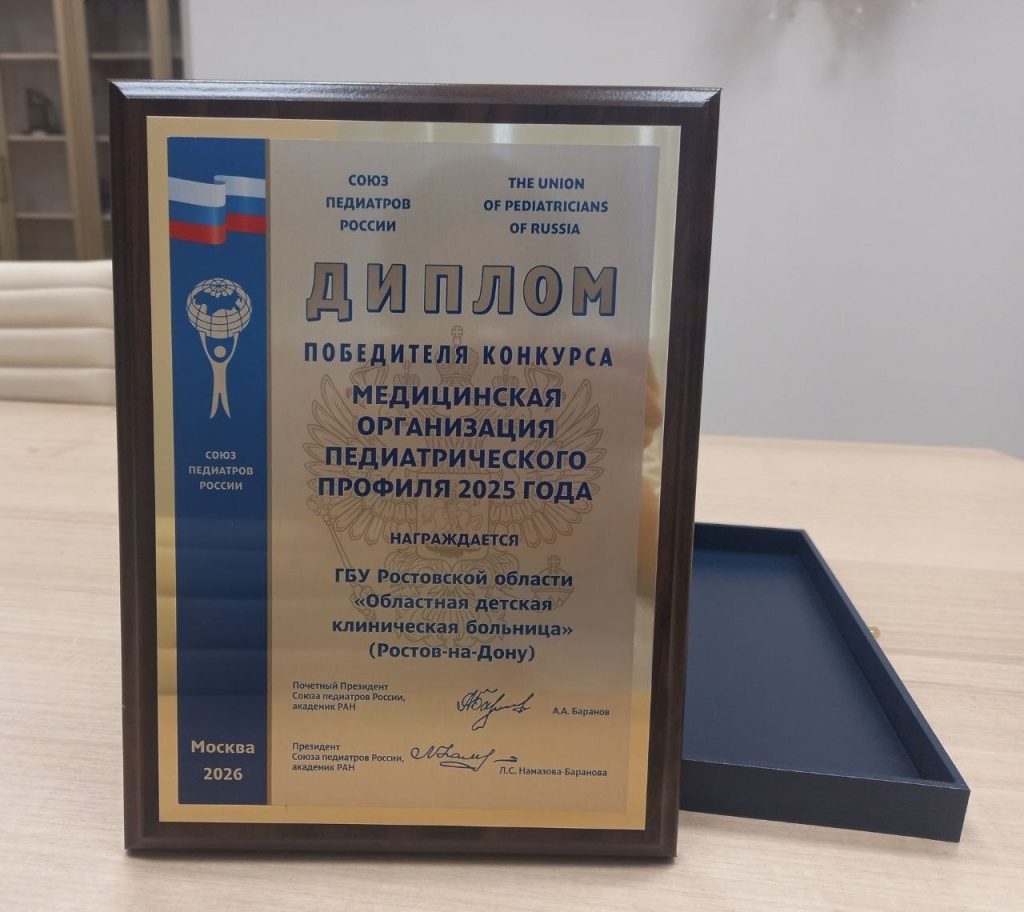 СОЮЗ
ПЕДИАТРОВ
РОССИИ
THE UNION
OF PEDIATRICIANS
OF RUSSIA
ДИПЛОМ
ПОБЕДИТЕЛЯ КОНКУРСА
МЕДИЦИНСКАЯ
ОРГАНИЗАЦИЯ
ПЕДИАТРИЧЕСКОГО
ПРОФИЛЯ 2025 ГОДА
СОЮЗ
ПЕДИАТРОВ
РОССИИ
НАГРАЖДАЕТСЯ
ГБУ Ростовской области
«Областная детская
клиническая больница»
(Ростов-на-Дону)
Почетный Президент
Союза педиатров России,
академик РАН
А.А. Баранов
Президент
Союза педиатров России,
академик РАН
Л.С. Намазова-Баранова
Москва
2026